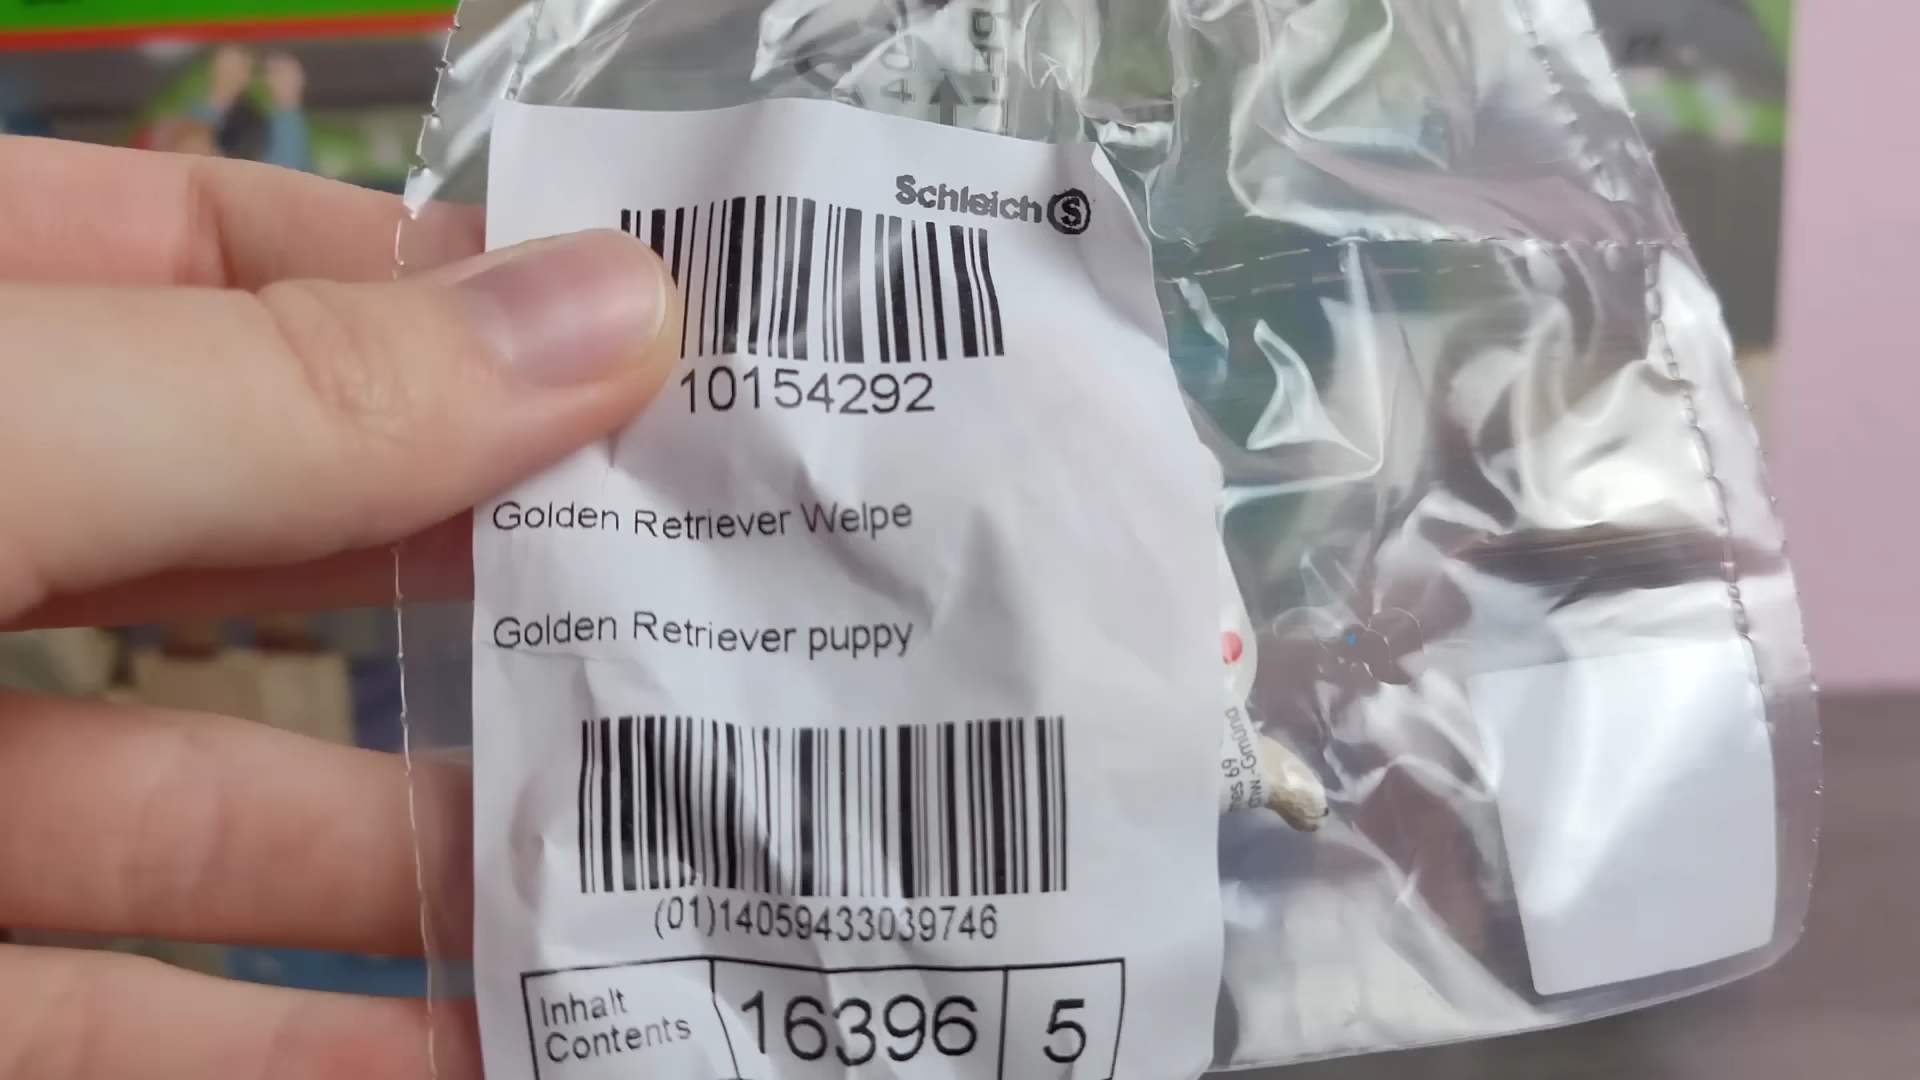 Schleich S
10154292
Golden Retriever Welpe
Golden Retriever puppy
(01)14059433039746
Inhalt
Contents
16396
5